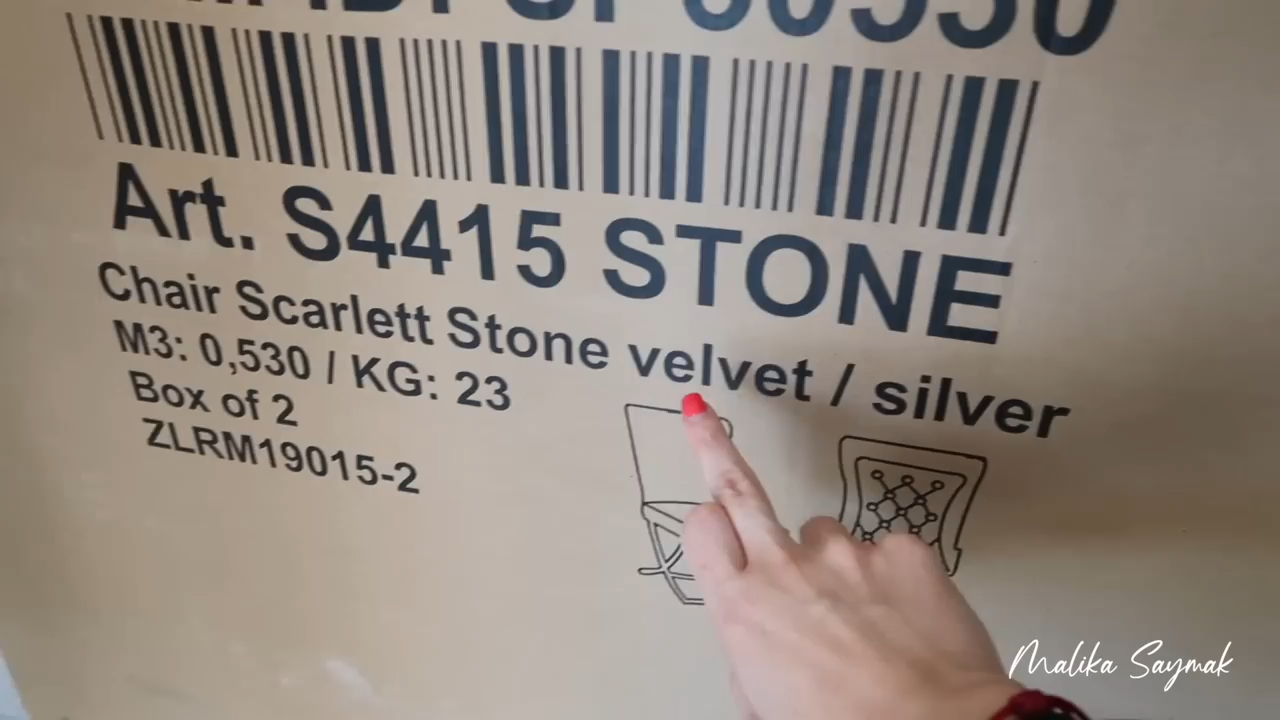 Art. S4415 STONE
Chair Scarlett Stone velvet / silver
M3: 0,530 / KG: 23
Box of 2
ZLRM19015-2
Malika Saymak